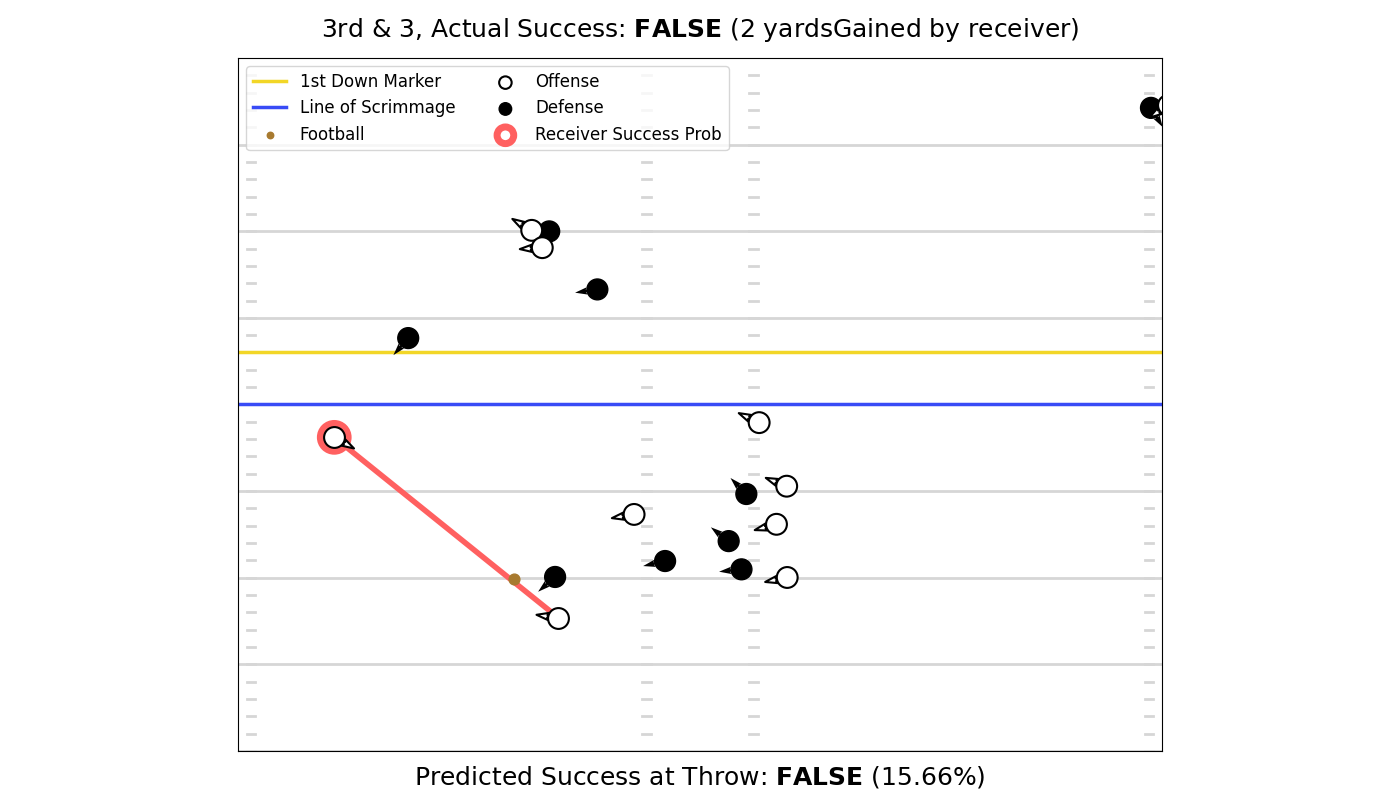 3rd & 3, Actual Success: FALSE (2 yardsGained by receiver)
1st Down Marker
Line of Scrimmage
Football
Offense
Defense
Receiver Success Prob
Predicted Success at Throw: FALSE (15.66%)